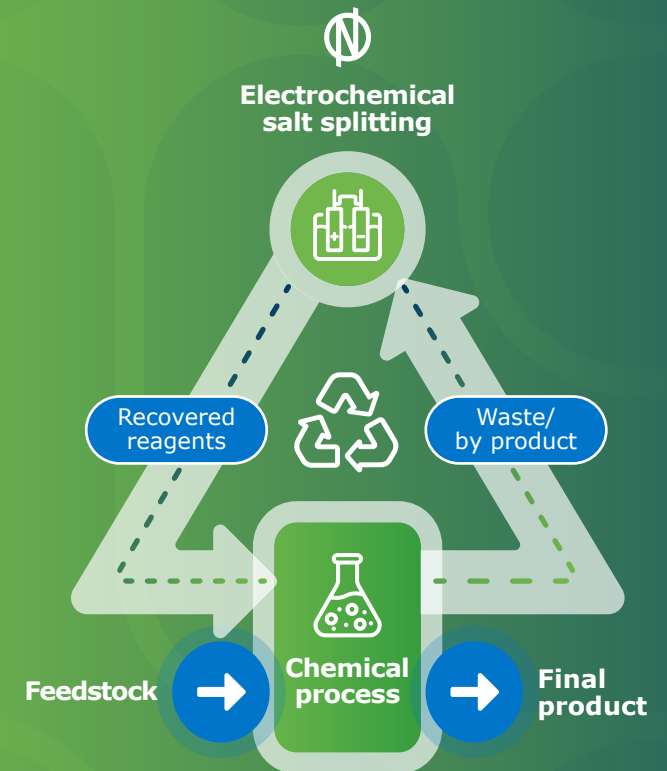 Electrochemical
salt splitting
Recovered
reagents
Waste/
by product
Chemical
process
Feedstock
Final
product